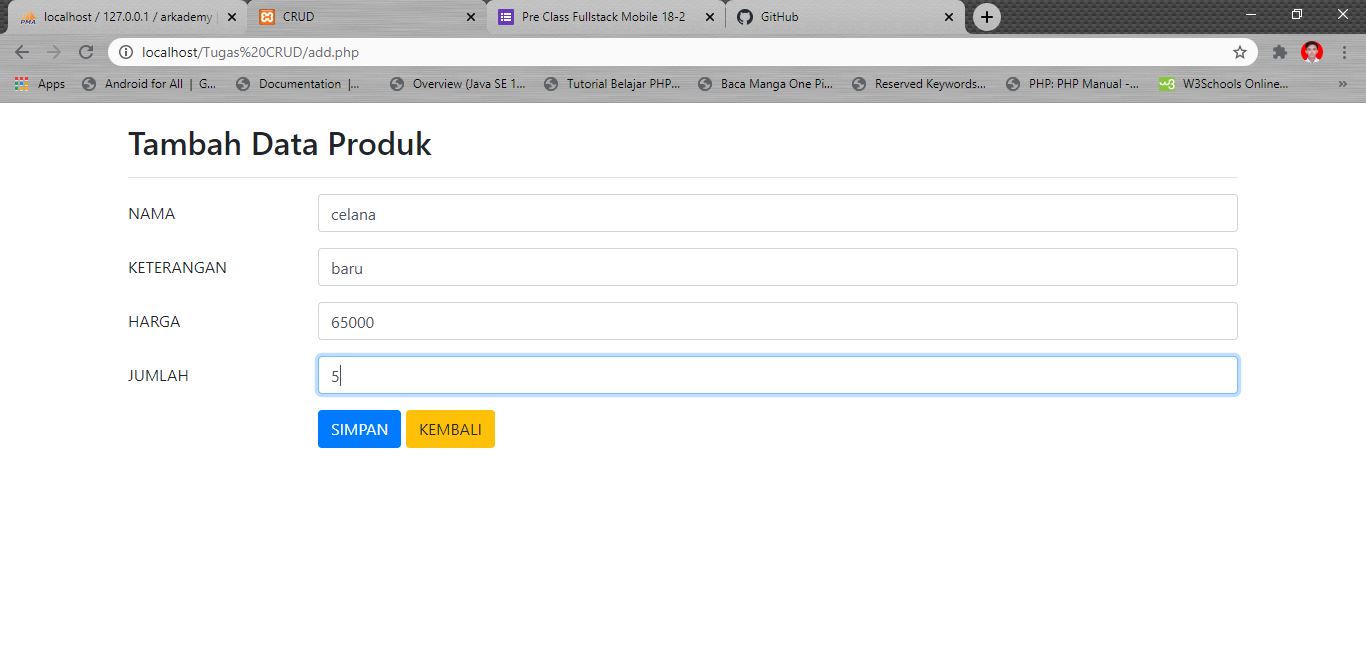 localhost / 127.0.0.1 / arkademy
CRUD
Pre Class Fullstack Mobile 18-2
GitHub
localhost/Tugas%20CRUD/add.php
Apps
Android for All | G...
Documentation |...
Overview (Java SE 1...
Tutorial Belajar PHP...
Baca Manga One Pi...
Reserved Keywords...
PHP: PHP Manual -...
W3Schools Online...
Tambah Data Produk
NAMA
celana
KETERANGAN
baru
HARGA
65000
JUMLAH
5
SIMPAN
KEMBALI